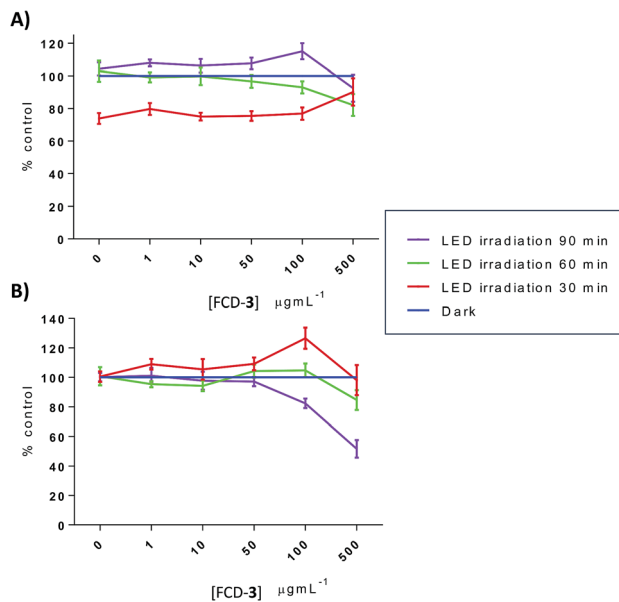 A)
120
100
80
60
40
20
0
% control
0 1 10 50 100 500
[FCD-3] μgmL⁻¹
LED irradiation 90 min
LED irradiation 60 min
LED irradiation 30 min
Dark
B)
140
120
100
80
60
40
20
0
% control
0 1 10 50 100 500
[FCD-3] μgmL⁻¹